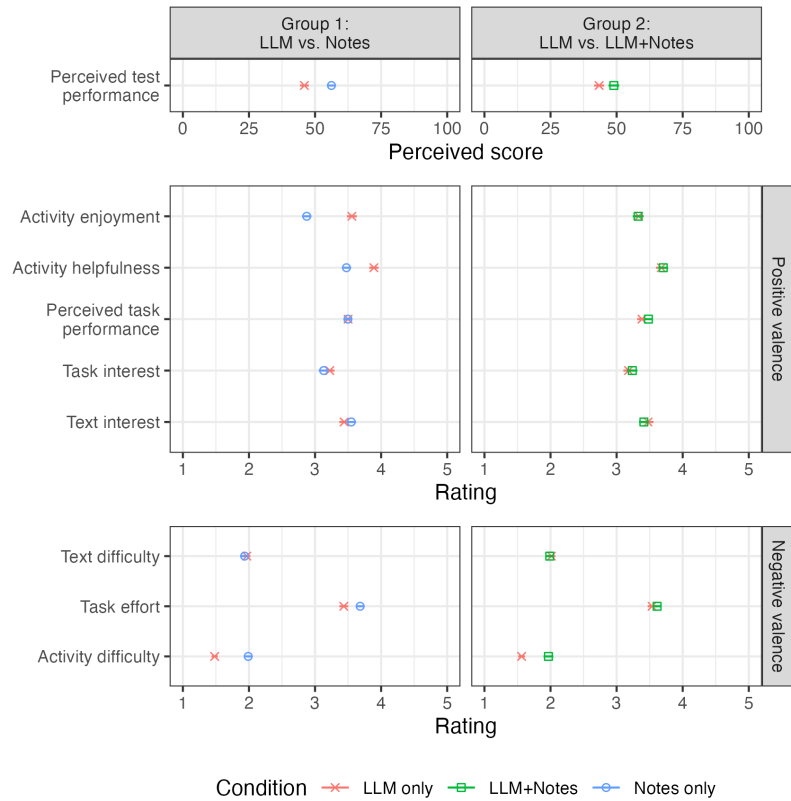 Group 1:
LLM vs. Notes
Group 2:
LLM vs. LLM+Notes
Perceived test
performance
0 25 50 75 100
0 25 50 75 100
Perceived score
Activity enjoyment
Activity helpfulness
Perceived task
performance
Task interest
Text interest
Positive valence
1 2 3 4 5
1 2 3 4 5
Rating
Text difficulty
Task effort
Activity difficulty
Negative valence
1 2 3 4 5
1 2 3 4 5
Rating
Condition LLM only LLM+Notes Notes only